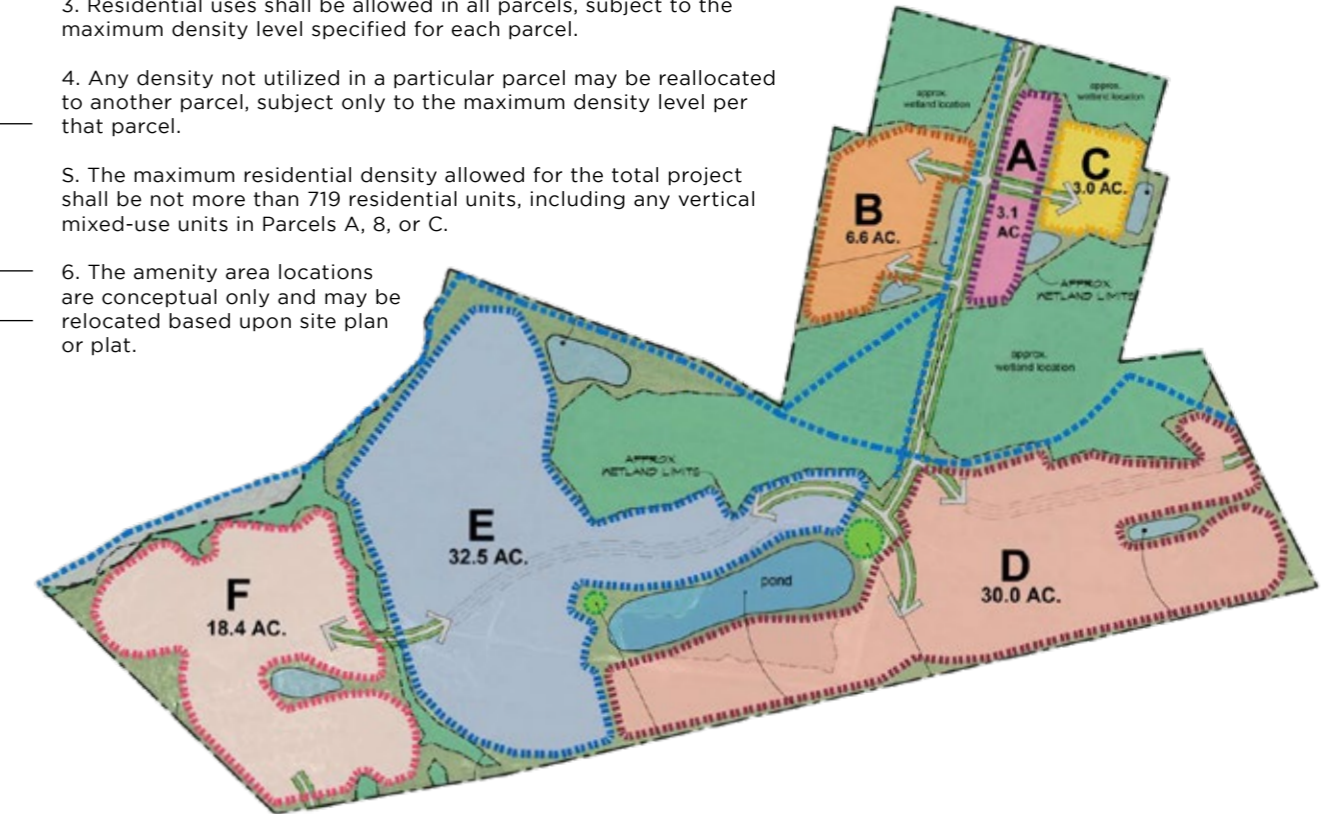 3. Residential uses shall be allowed in all parcels, subject to the
maximum density level specified for each parcel.
4. Any density not utilized in a particular parcel may be reallocated
to another parcel, subject only to the maximum density level per
that parcel.
S. The maximum residential density allowed for the total project
shall be not more than 719 residential units, including any vertical
mixed-use units in Parcels A, 8, or C.
6. The amenity area locations
are conceptual only and may be
relocated based upon site plan
or plat.
approx.
wetland location
approx.
wetland location
A
3.1
AC.
C
3.0 AC.
B
6.6 AC.
APPROX
WETLAND LIMITS
approx.
wetland location
APPROX
WETLAND LIMITS
E
32.5 AC.
pond
D
30.0 AC.
F
18.4 AC.